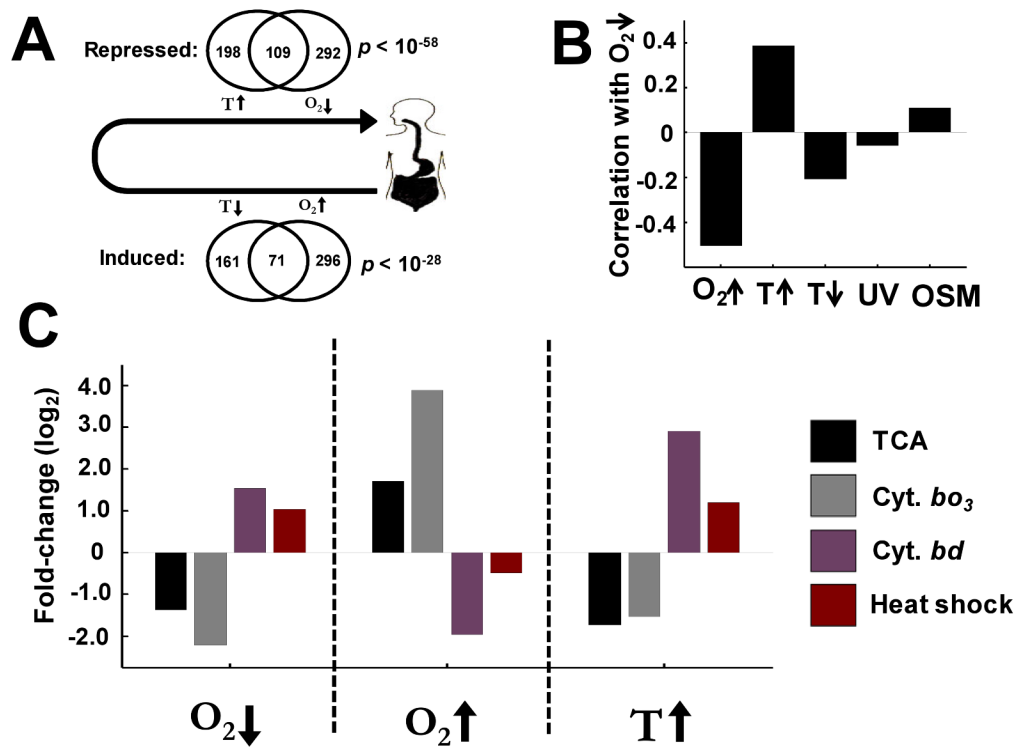 A
Repressed: 198 109 292 p < 10⁻⁵⁸
T↑ O₂↓
T↓ O₂↑
Induced: 161 71 296 p < 10⁻²⁸
B
Correlation with O₂↓
0.4
0.2
0
-0.2
-0.4
O₂↑ T↑ T↓ UV OSM
C
Fold-change (log₂)
4.0
3.0
2.0
1.0
0
-1.0
-2.0
O₂↓ O₂↑ T↑
TCA
Cyt. bo₃
Cyt. bd
Heat shock